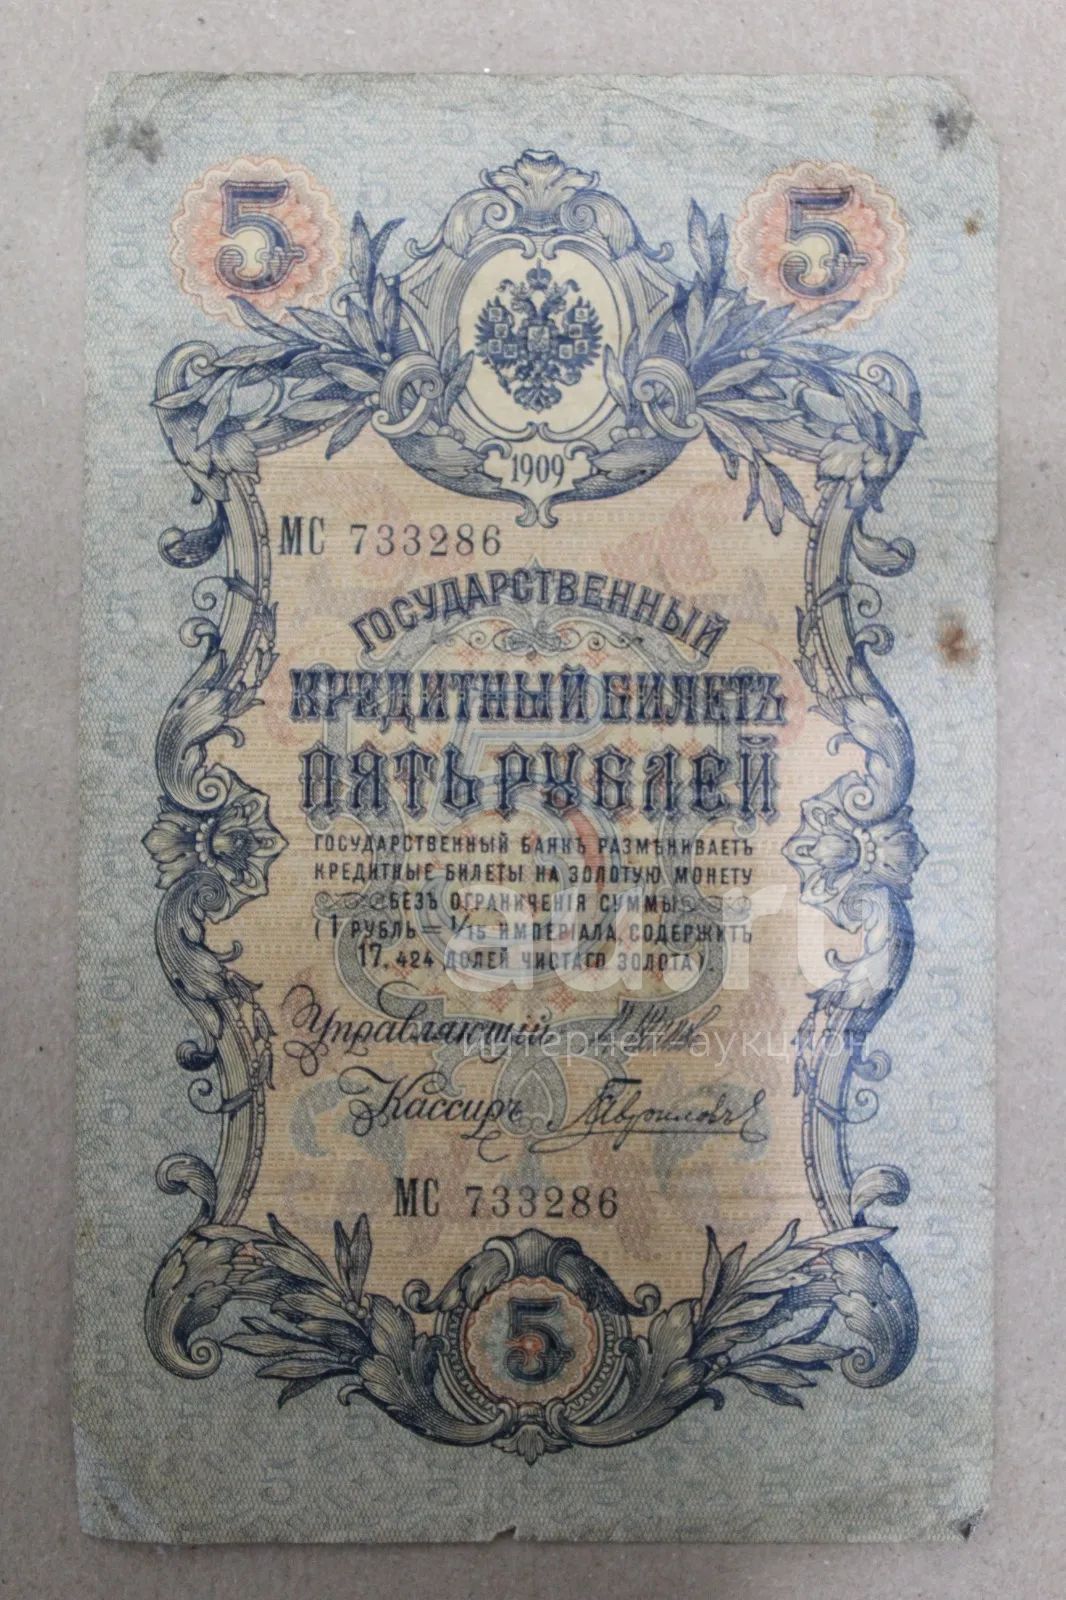 5 5
1909
МС 733286
ГОСУДАРСТВЕННЫЙ
КРЕДИТНЫЙ БИЛЕТЪ
ПЯТЬ РУБЛЕЙ
ГОСУДАРСТВЕННЫЙ БАНКЪ РАЗМѢНИВАЕТЪ
КРЕДИТНЫЕ БИЛЕТЫ НА ЗОЛОТУЮ МОНЕТУ
БЕЗЪ ОГРАНИЧЕНІЯ СУММЫ
(1 РУБЛЬ = 1/15 ИМПЕРІАЛА, СОДЕРЖИТЪ
17,424 ДОЛЕЙ ЧИСТАГО ЗОЛОТА).
au.ru
Управляющій
интернет-аукцион
Кассиръ Гавриловъ
МС 733286
5